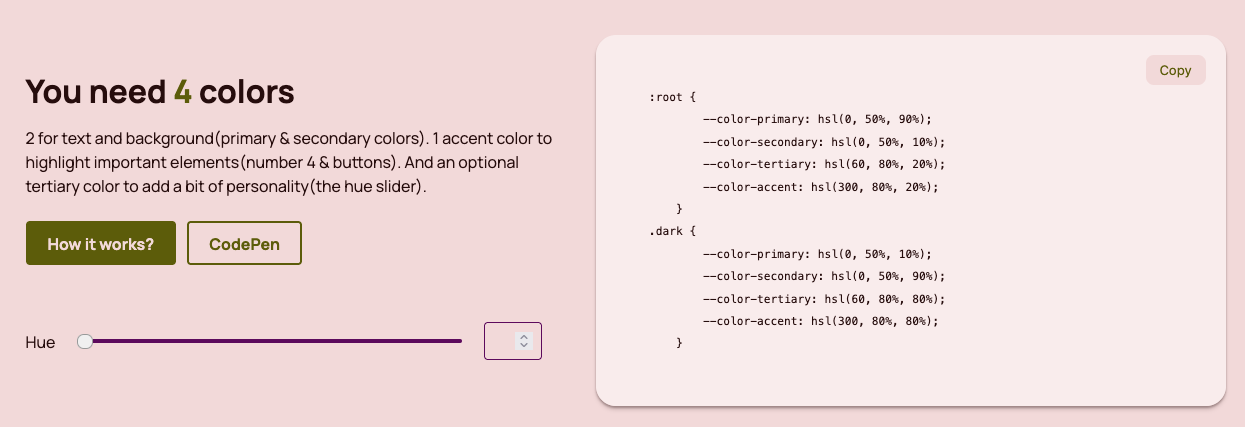 You need 4 colors
2 for text and background(primary & secondary colors). 1 accent color to
highlight important elements(number 4 & buttons). And an optional
tertiary color to add a bit of personality(the hue slider).
How it works?
CodePen
Hue
Copy
:root {
--color-primary: hsl(0, 50%, 90%);
--color-secondary: hsl(0, 50%, 10%);
--color-tertiary: hsl(60, 80%, 20%);
--color-accent: hsl(300, 80%, 20%);
}
.dark {
--color-primary: hsl(0, 50%, 10%);
--color-secondary: hsl(0, 50%, 90%);
--color-tertiary: hsl(60, 80%, 80%);
--color-accent: hsl(300, 80%, 80%);
}